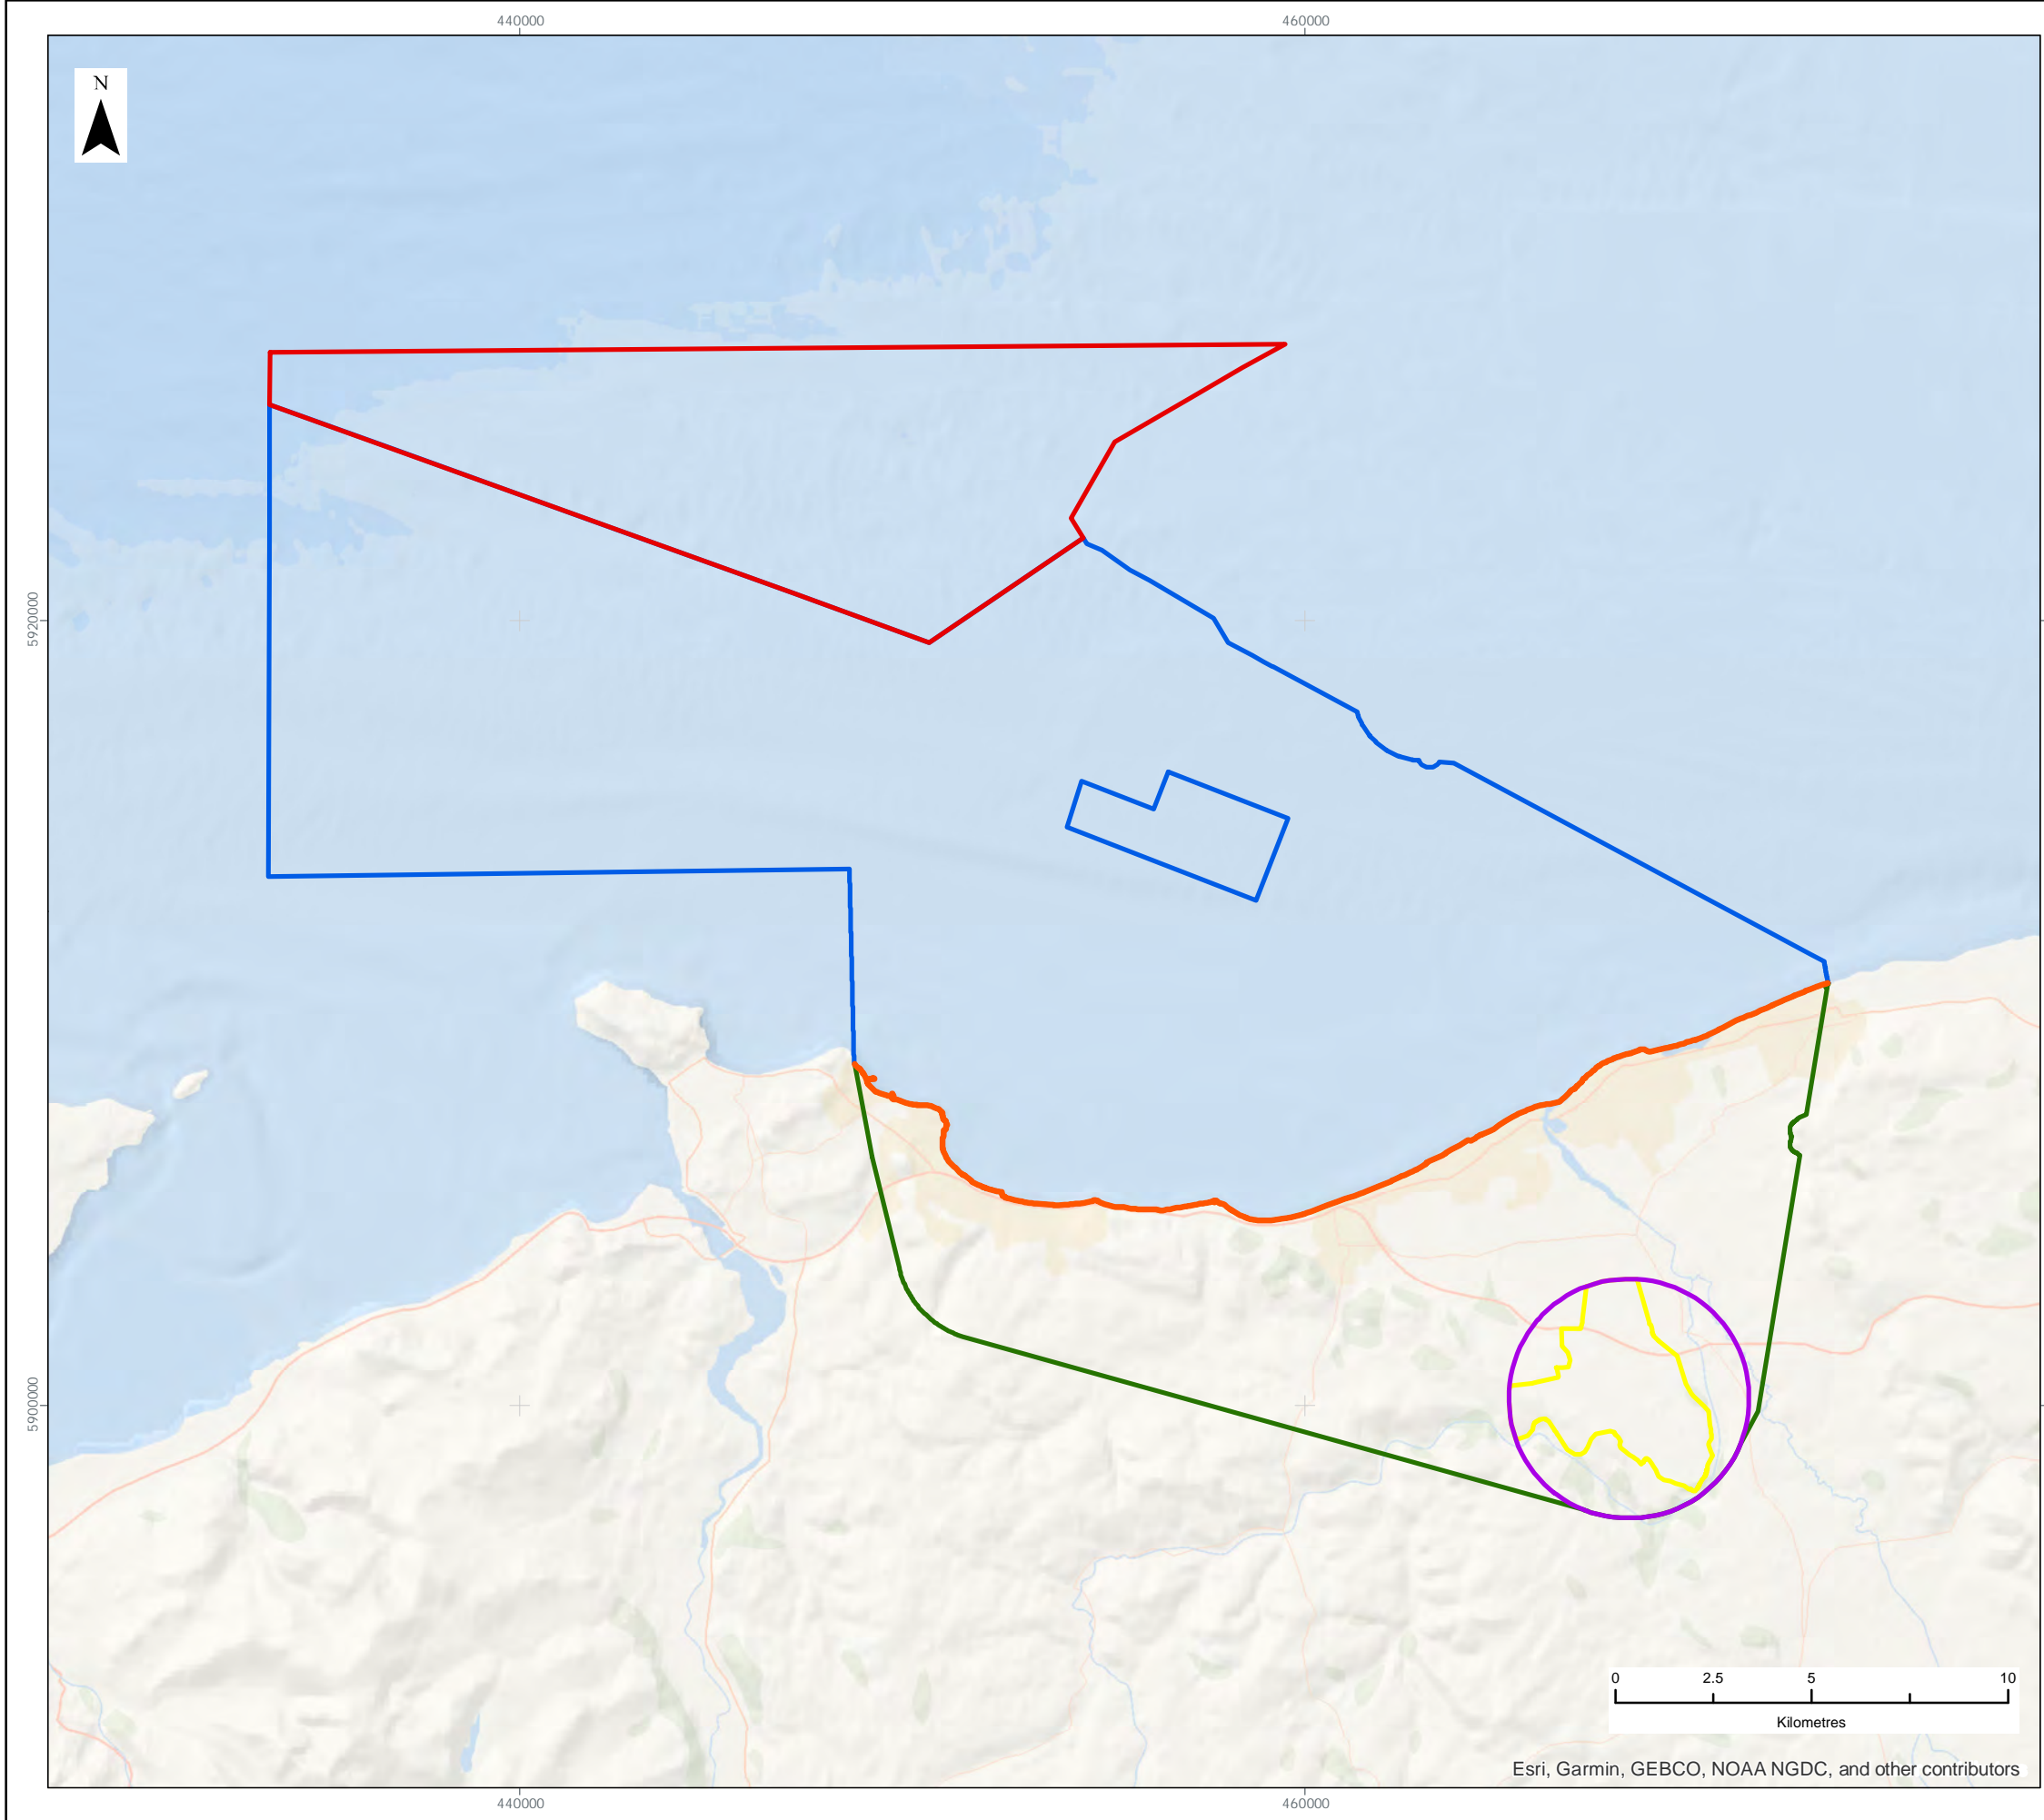 440000 460000
N
5920000
5900000
0 2.5 5 10
Kilometres
Esri, Garmin, GEBCO, NOAA NGDC, and other contributors
440000 460000